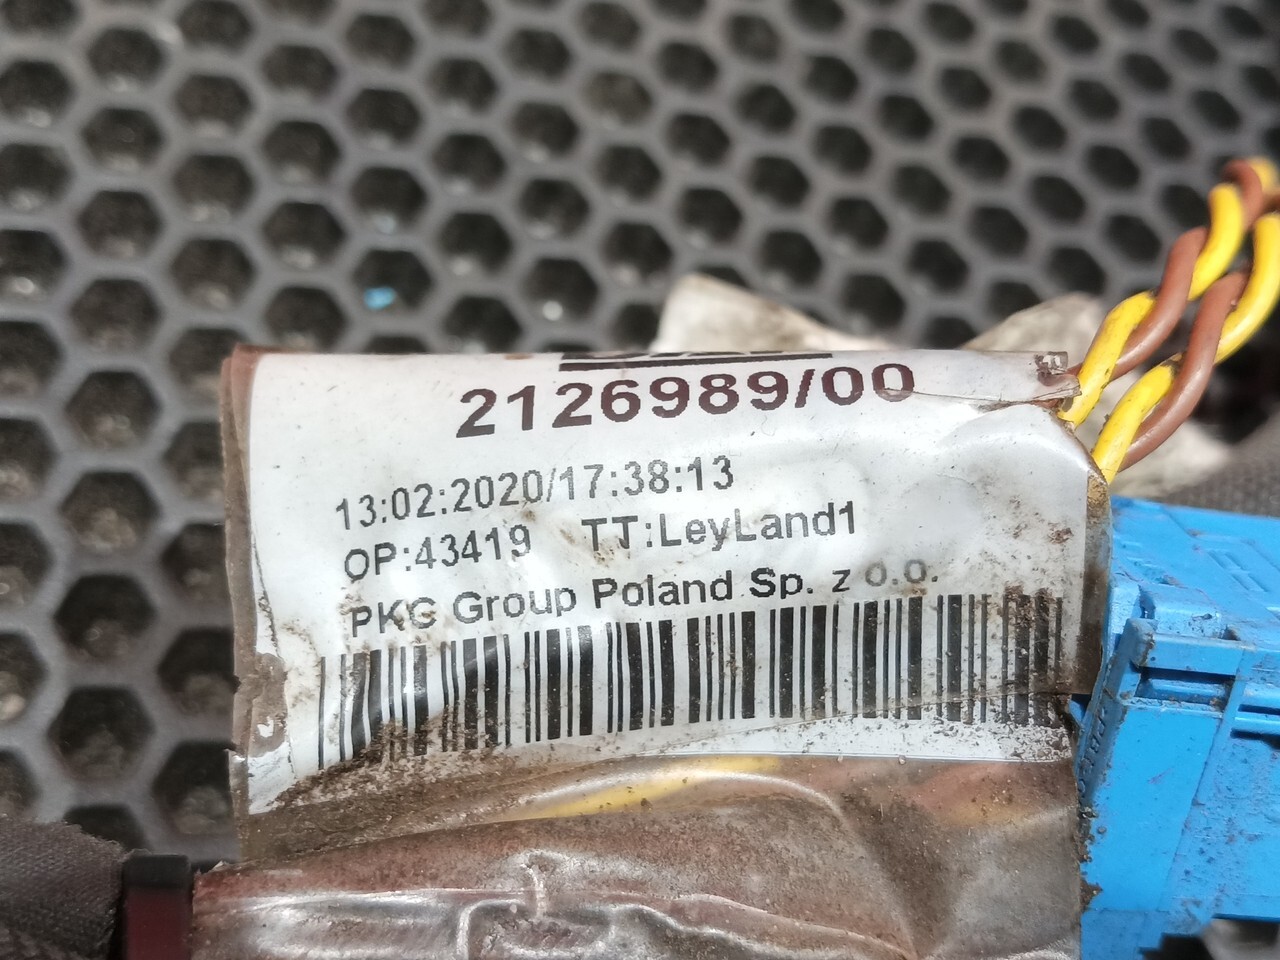 2126989/00
13:02:2020/17:38:13
OP:43419 TT:LeyLand1
PKC Group Poland Sp. z o.o.